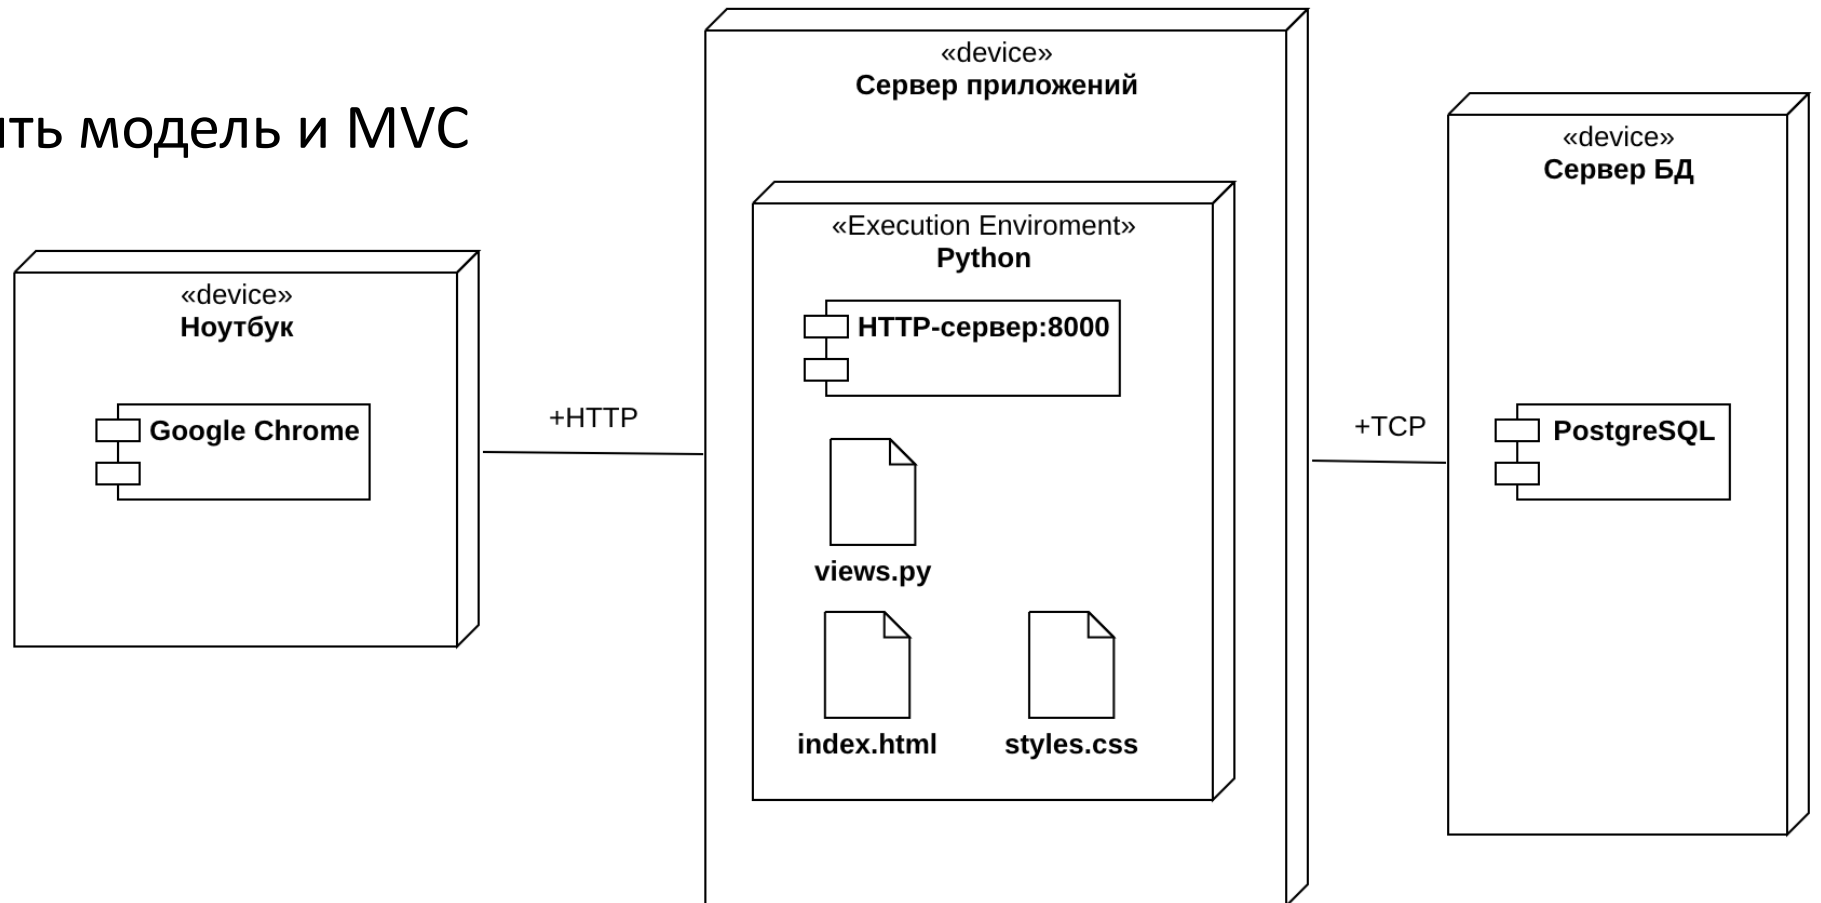 модель и MVC
«device»
Ноутбук
Google Chrome
+HTTP
«device»
Сервер приложений
«Execution Enviroment»
Python
HTTP-сервер:8000
views.py
index.html
styles.css
+TCP
«device»
Сервер БД
PostgreSQL